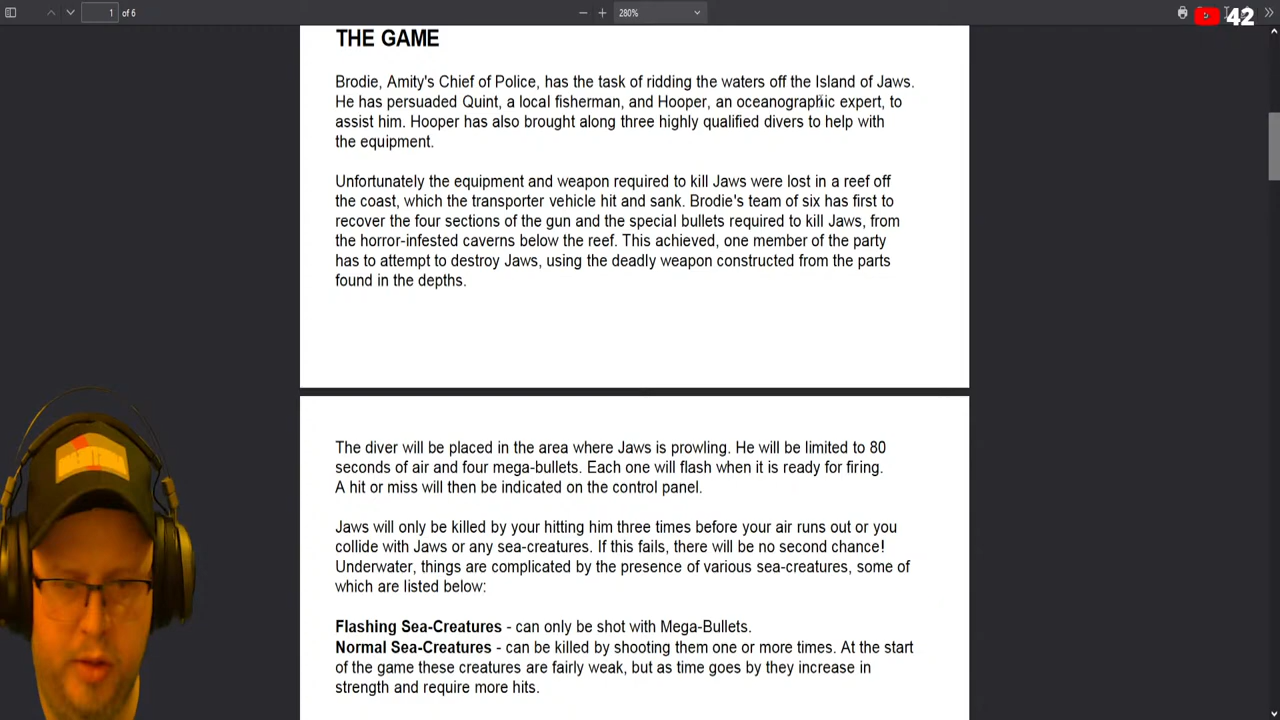 1 of 6
280%
42
THE GAME
Brodie, Amity's Chief of Police, has the task of ridding the waters off the Island of Jaws.
He has persuaded Quint, a local fisherman, and Hooper, an oceanographic expert, to
assist him. Hooper has also brought along three highly qualified divers to help with
the equipment.
Unfortunately the equipment and weapon required to kill Jaws were lost in a reef off
the coast, which the transporter vehicle hit and sank. Brodie's team of six has first to
recover the four sections of the gun and the special bullets required to kill Jaws, from
the horror-infested caverns below the reef. This achieved, one member of the party
has to attempt to destroy Jaws, using the deadly weapon constructed from the parts
found in the depths.
The diver will be placed in the area where Jaws is prowling. He will be limited to 80
seconds of air and four mega-bullets. Each one will flash when it is ready for firing.
A hit or miss will then be indicated on the control panel.
Jaws will only be killed by your hitting him three times before your air runs out or you
collide with Jaws or any sea-creatures. If this fails, there will be no second chance!
Underwater, things are complicated by the presence of various sea-creatures, some of
which are listed below:
Flashing Sea-Creatures - can only be shot with Mega-Bullets.
Normal Sea-Creatures - can be killed by shooting them one or more times. At the start
of the game these creatures are fairly weak, but as time goes by they increase in
strength and require more hits.